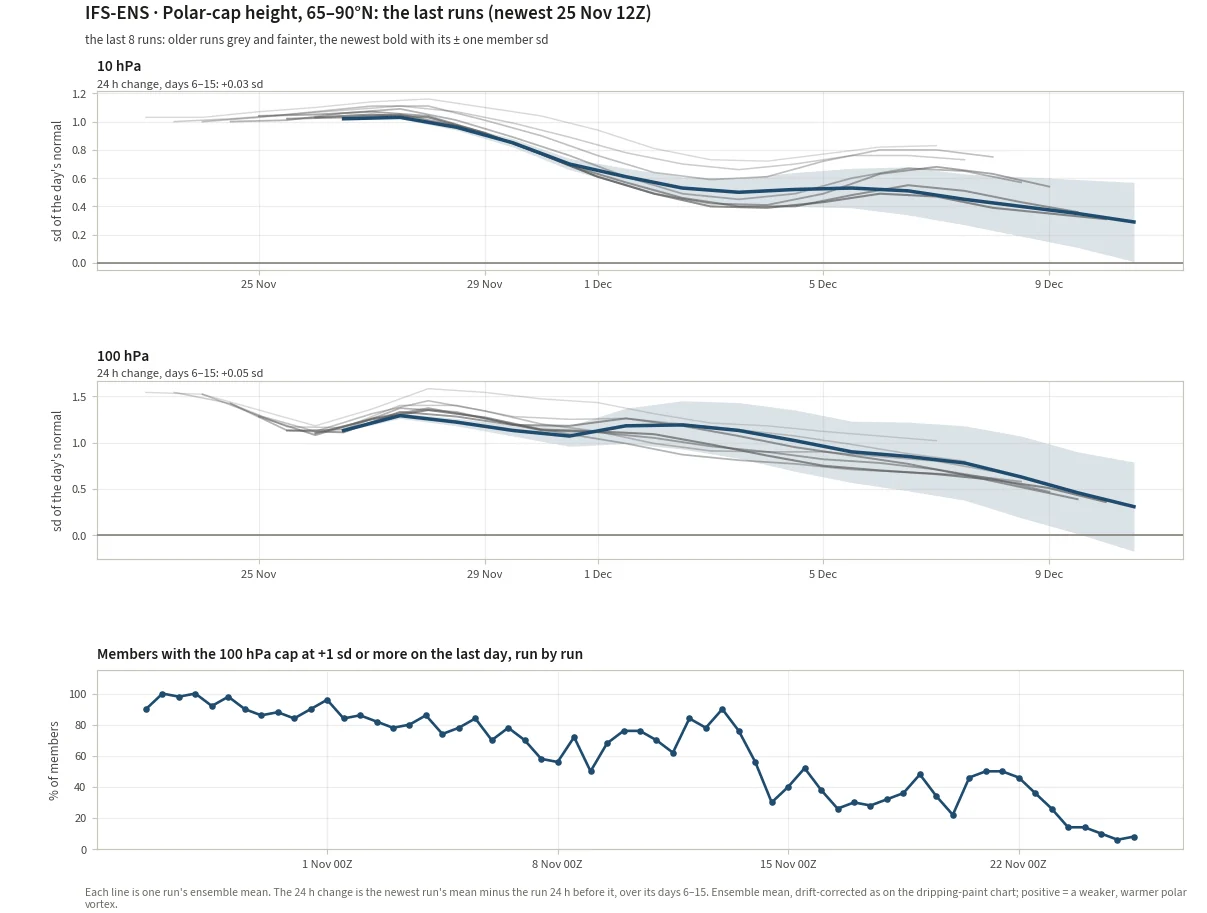 IFS-ENS · Polar-cap height, 65–90°N: the last runs (newest 25 Nov 12Z)
the last 8 runs: older runs grey and fainter, the newest bold with its ± one member sd
10 hPa
24 h change, days 6–15: +0.03 sd
sd of the day's normal
1.2
1.0
0.8
0.6
0.4
0.2
0.0
25 Nov
29 Nov
1 Dec
5 Dec
9 Dec
100 hPa
24 h change, days 6–15: +0.05 sd
sd of the day's normal
1.5
1.0
0.5
0.0
25 Nov
29 Nov
1 Dec
5 Dec
9 Dec
Members with the 100 hPa cap at +1 sd or more on the last day, run by run
% of members
100
80
60
40
20
0
1 Nov 00Z
8 Nov 00Z
15 Nov 00Z
22 Nov 00Z
Each line is one run's ensemble mean. The 24 h change is the newest run's mean minus the run 24 h before it, over its days 6–15. Ensemble mean, drift-corrected as on the dripping-paint chart; positive = a weaker, warmer polar
vortex.